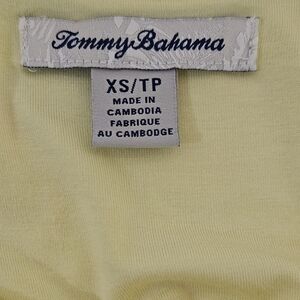 Tommy Bahama
XS/TP
MADE IN
CAMBODIA
FABRIQUE
AU CAMBODGE